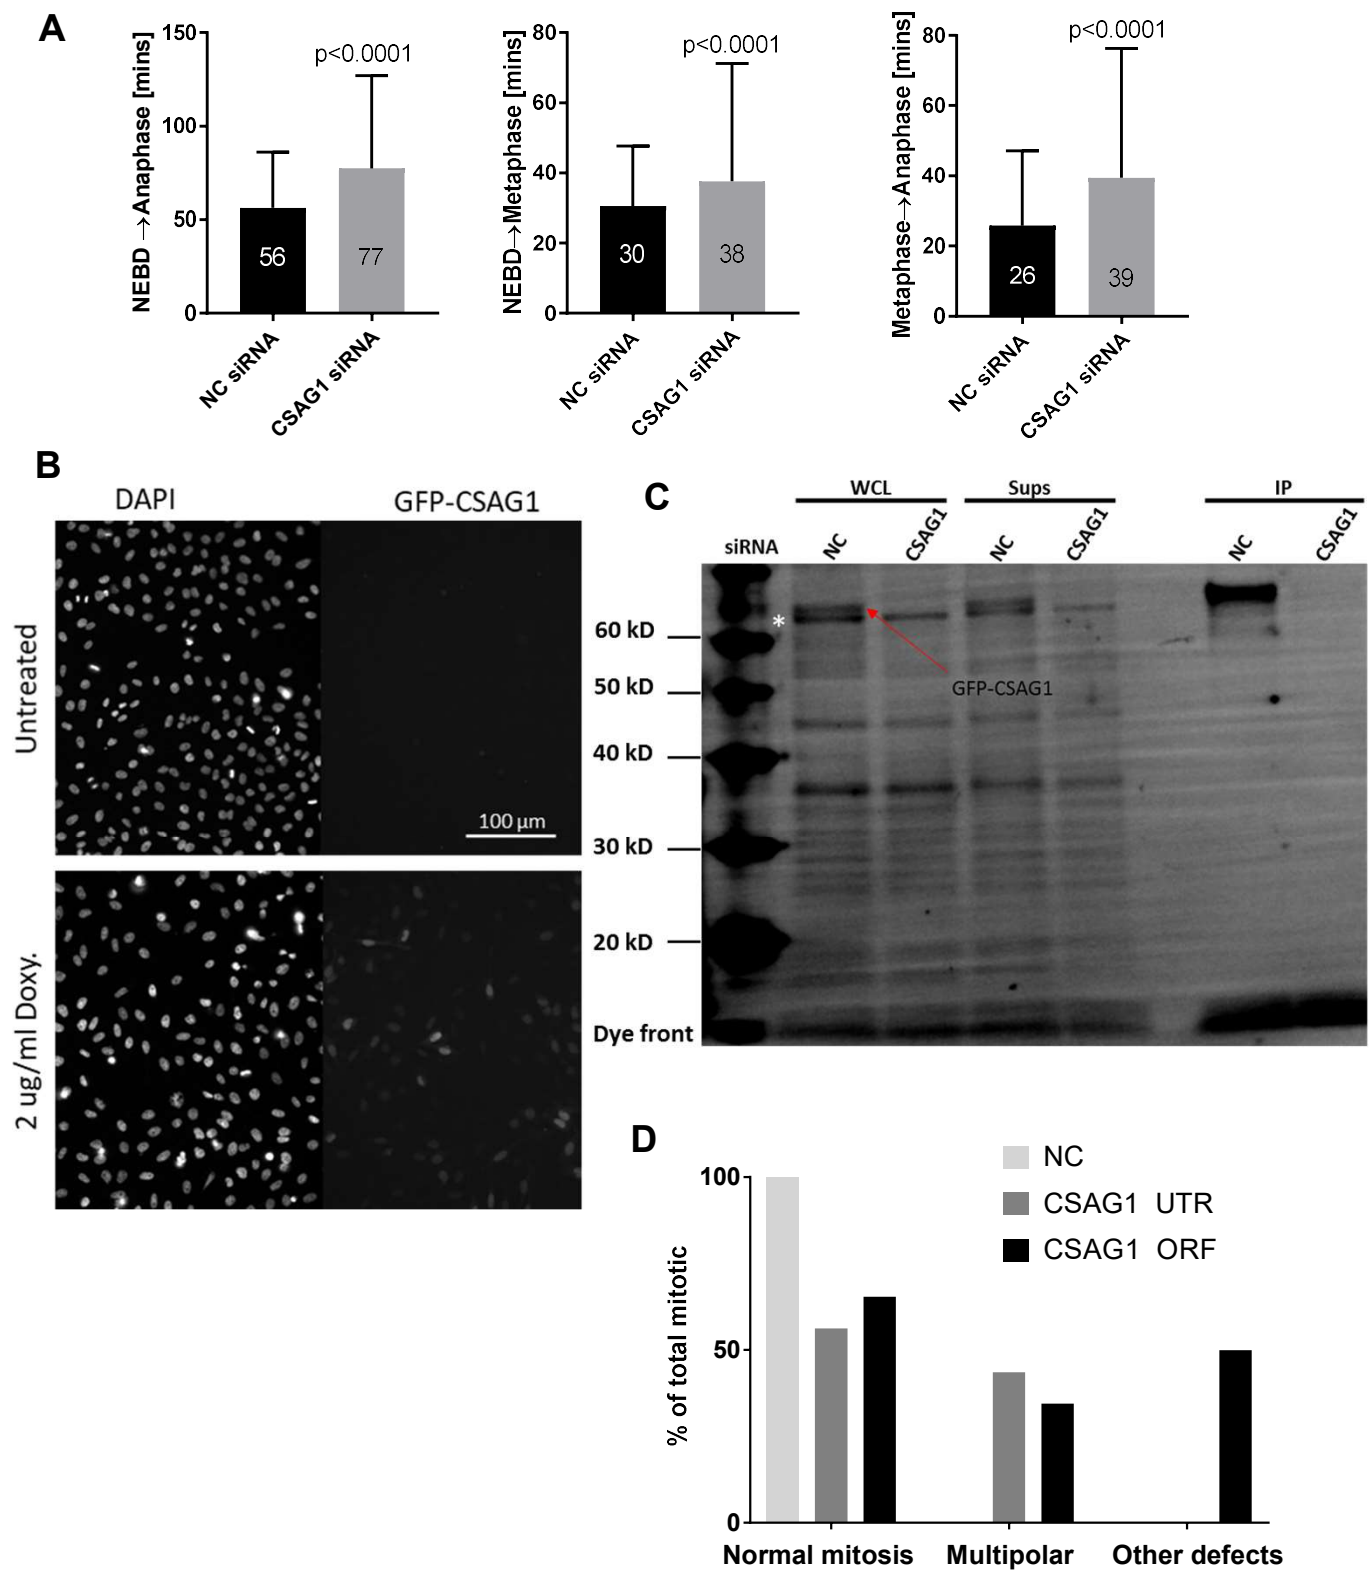 A
NEBD →Anaphase [mins]
150
100
50
0
p<0.0001
56
77
NC siRNA
CSAG1 siRNA
NEBD→Metaphase [mins]
80
60
40
20
0
p<0.0001
30
38
NC siRNA
CSAG1 siRNA
Metaphase→Anaphase [mins]
80
60
40
20
0
p<0.0001
26
39
NC siRNA
CSAG1 siRNA
B
DAPI
GFP-CSAG1
Untreated
100 µm
2 ug/ml Doxy.
C
WCL
Sups
IP
siRNA
NC
CSAG1
NC
CSAG1
NC
CSAG1
*
60 kD
50 kD
40 kD
30 kD
20 kD
Dye front
GFP-CSAG1
D
NC
CSAG1 UTR
CSAG1 ORF
% of total mitotic
100
50
0
Normal mitosis
Multipolar
Other defects